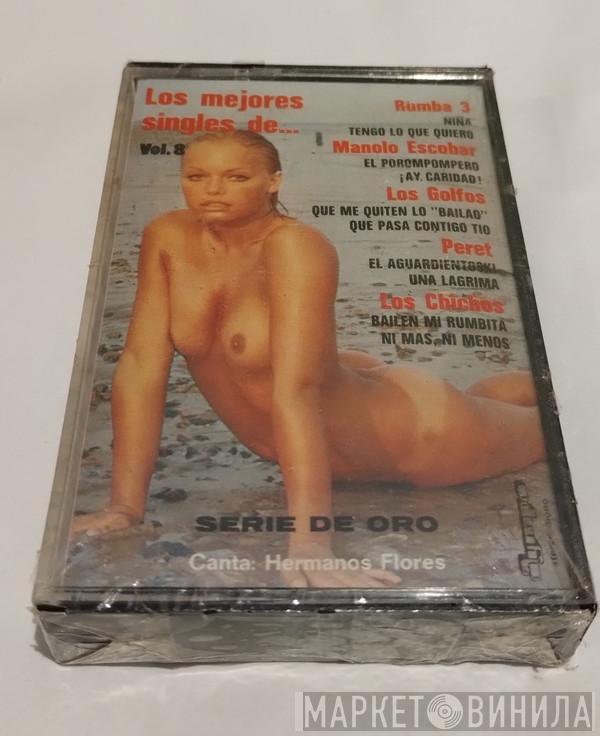 Los mejores
singles de...
Vol. 8
Rumba 3
NIÑA
TENGO LO QUE QUIERO
Manolo Escobar
EL POROMPOMPERO
¡AY, CARIDAD!
Los Golfos
QUE ME QUITEN LO "BAILAO"
QUE PASA CONTIGO TIO
Peret
EL AGUARDIENTOSKI
UNA LAGRIMA
Los Chichos
BAILEN MI RUMBITA
NI MAS, NI MENOS
SERIE DE ORO
Canta: Hermanos Flores
МАРКЕТ ВИНИЛА